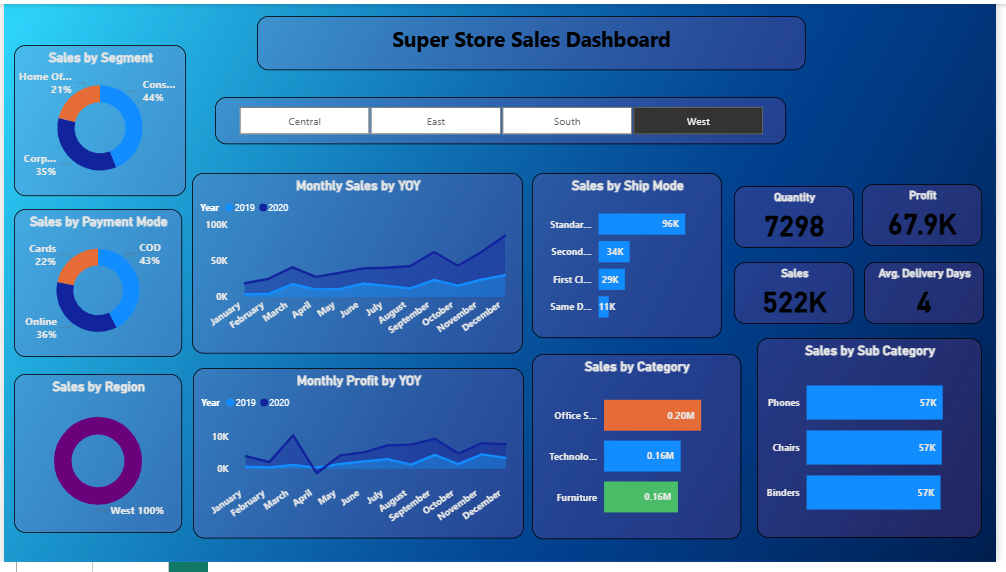 Super Store Sales Dashboard
Central East South West
Sales by Segment
Home Of...
21%
Cons...
44%
Corp...
35%
Sales by Payment Mode
Cards
22%
COD
43%
Online
36%
Sales by Region
West 100%
Monthly Sales by YOY
Year 2019 2020
100K
50K
0K
January February March April May June July August September October November December
Monthly Profit by YOY
Year 2019 2020
10K
0K
January February March April May June July August September October November December
Sales by Ship Mode
Standar... 96K
Second... 34K
First Cl... 29K
Same D... 11K
Sales by Category
Office S... 0.20M
Technolo... 0.16M
Furniture 0.16M
Quantity
7298
Profit
67.9K
Sales
522K
Avg. Delivery Days
4
Sales by Sub Category
Phones 57K
Chairs 57K
Binders 57K